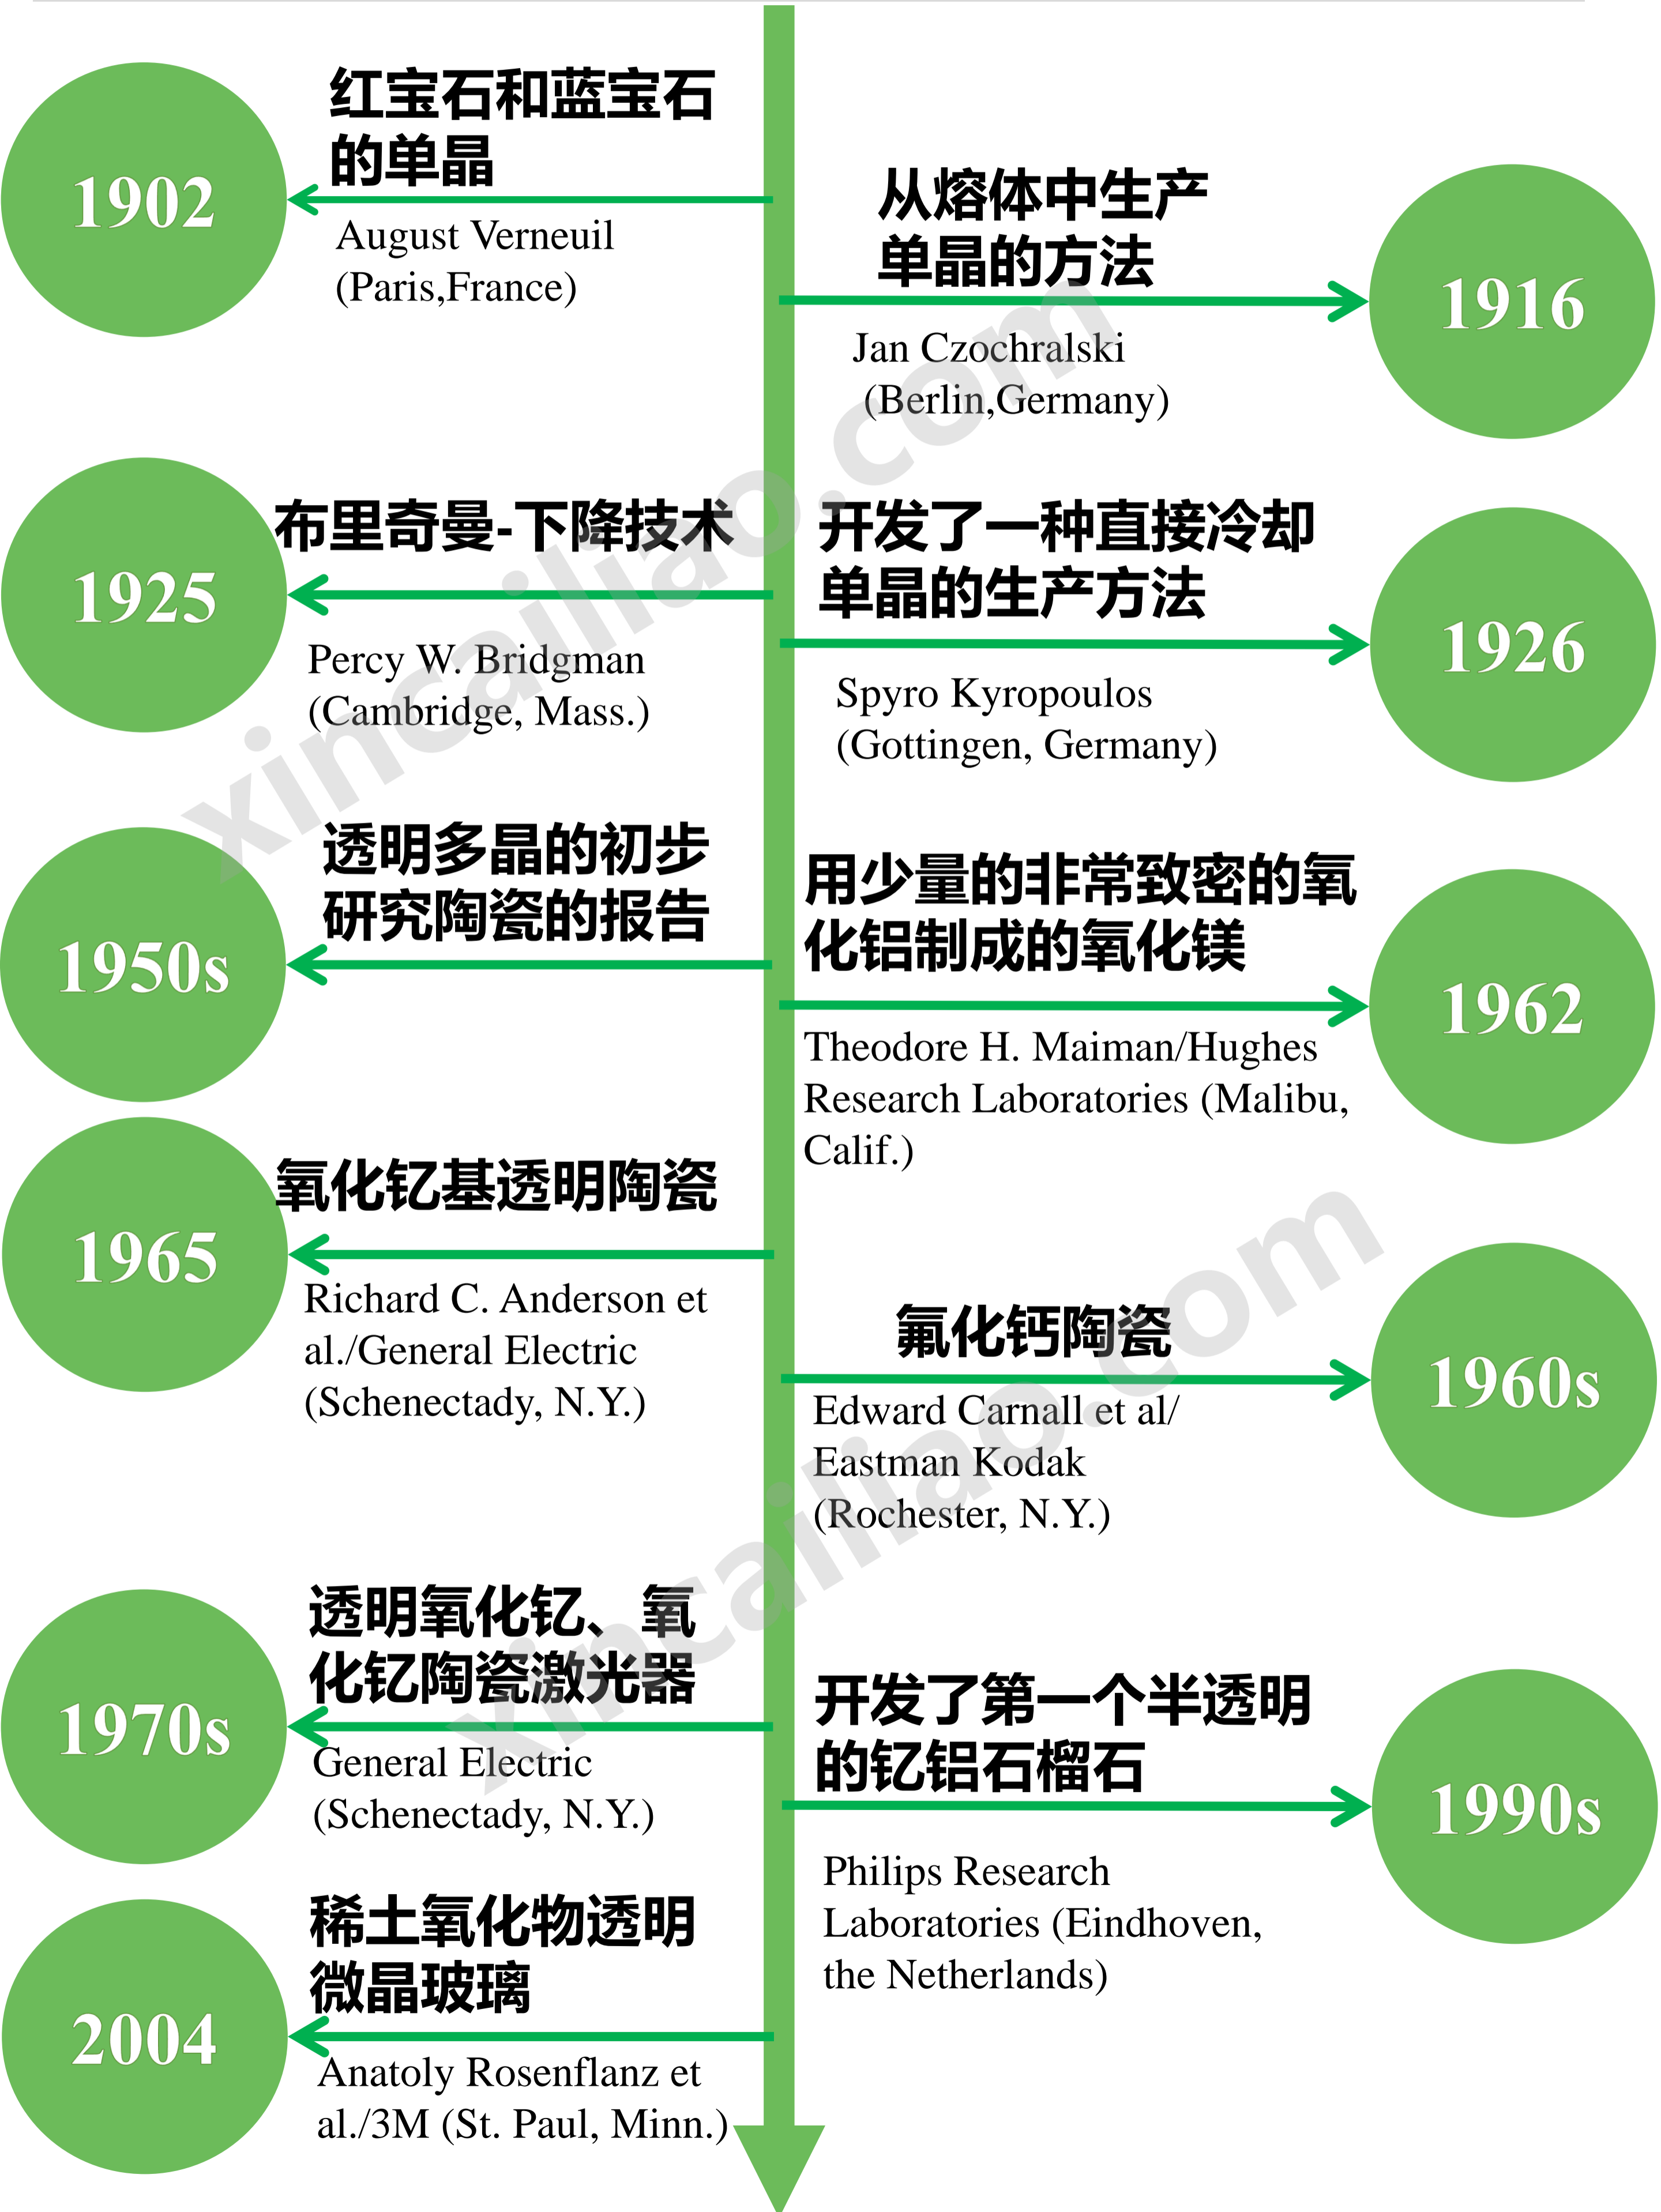 1902
红宝石和蓝宝石
的单晶
August Verneuil
(Paris,France)
从熔体中生产
单晶的方法
Jan Czochralski
(Berlin,Germany)
1916
1925
布里奇曼-下降技术
Percy W. Bridgman
(Cambridge, Mass.)
开发了一种直接冷却
单晶的生产方法
Spyro Kyropoulos
(Gottingen, Germany)
1926
1950s
透明多晶的初步
研究陶瓷的报告
用少量的非常致密的氧
化铝制成的氧化镁
Theodore H. Maiman/Hughes
Research Laboratories (Malibu,
Calif.)
1962
1965
氧化钇基透明陶瓷
Richard C. Anderson et
al./General Electric
(Schenectady, N.Y.)
氟化钙陶瓷
Edward Carnall et al/
Eastman Kodak
(Rochester, N.Y.)
1960s
1970s
透明氧化钇、氧
化钇陶瓷激光器
General Electric
(Schenectady, N.Y.)
开发了第一个半透明
的钇铝石榴石
Philips Research
Laboratories (Eindhoven,
the Netherlands)
1990s
2004
稀土氧化物透明
微晶玻璃
Anatoly Rosenflanz et
al./3M (St. Paul, Minn.)
xincailiao.com
xincailiao.com